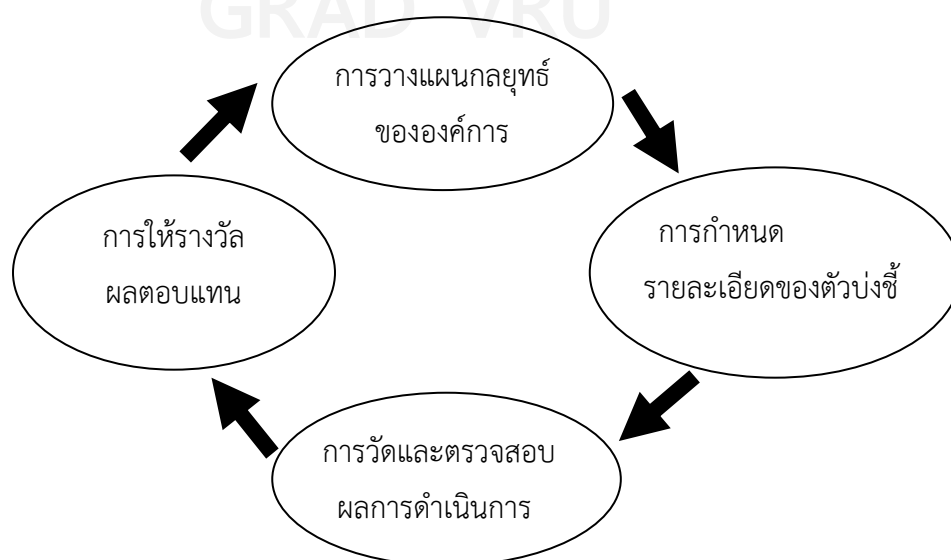 GRAD VRU
การวางแผนกลยุทธ์
ขององค์การ
การกำหนด
รายละเอียดของตัวบ่งชี้
การวัดและตรวจสอบ
ผลการดำเนินการ
การให้รางวัล
ผลตอบแทน